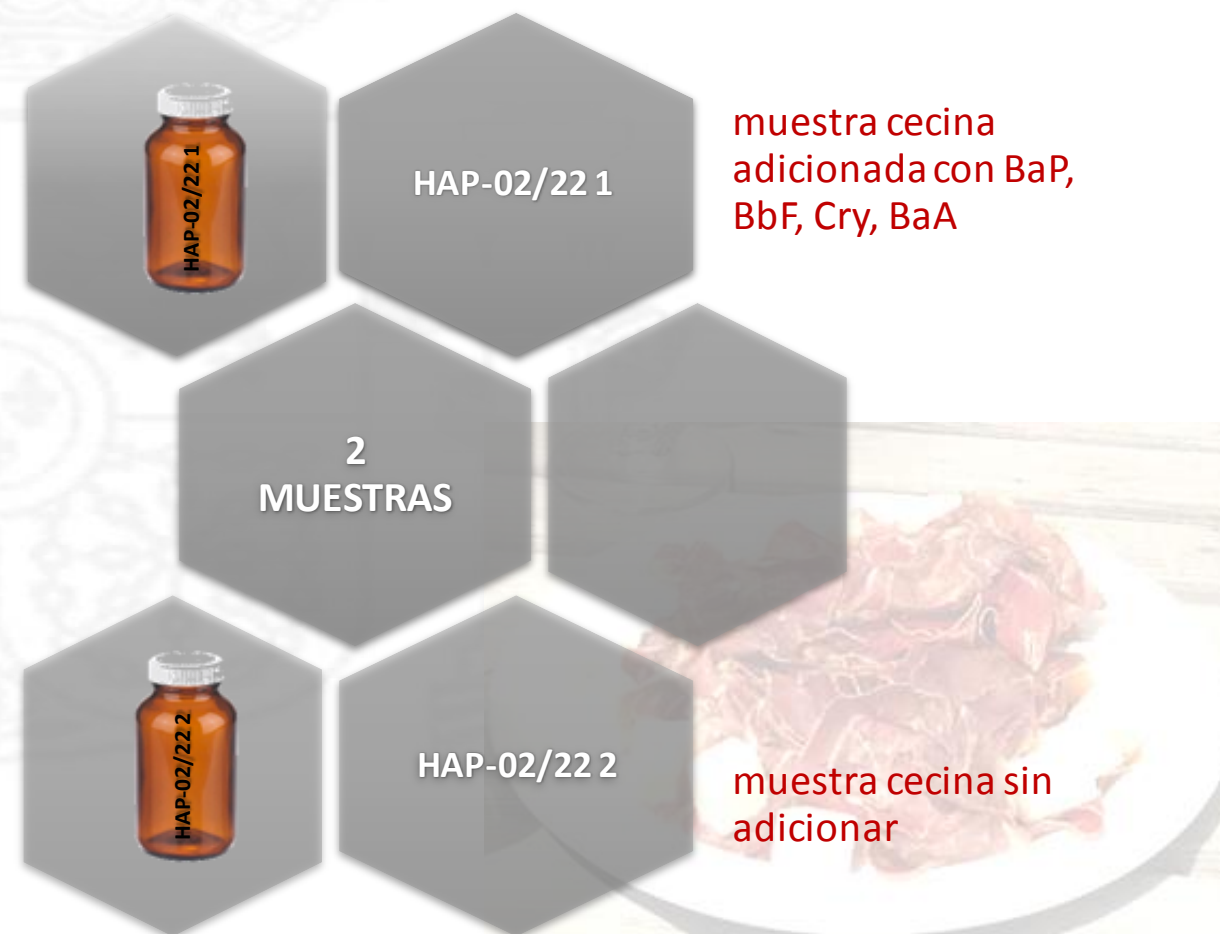 HAP-02/22 1
HAP-02/22 1
muestra cecina
adicionada con BaP,
BbF, Cry, BaA
2
MUESTRAS
HAP-02/22 2
HAP-02/22 2
muestra cecina sin
adicionar